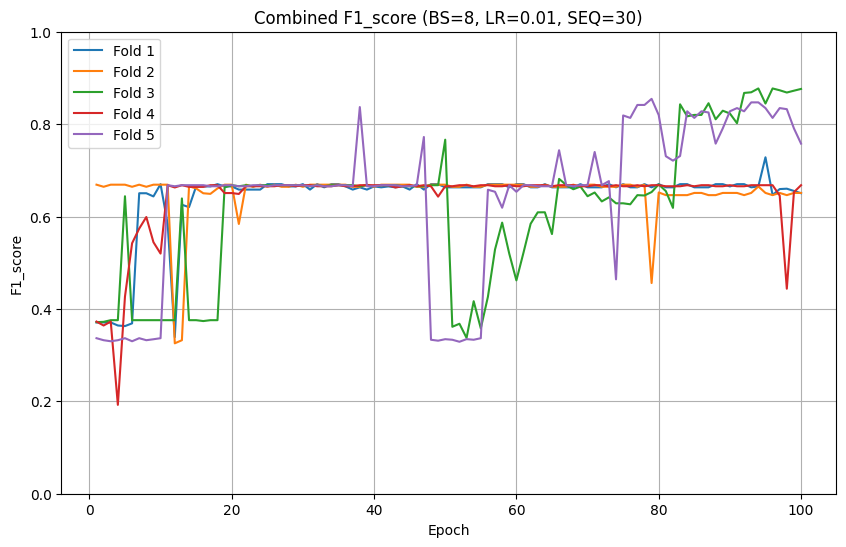 Combined F1_score (BS=8, LR=0.01, SEQ=30)
Fold 1
Fold 2
Fold 3
Fold 4
Fold 5
F1_score
1.0
0.8
0.6
0.4
0.2
0.0
0 20 40 60 80 100
Epoch